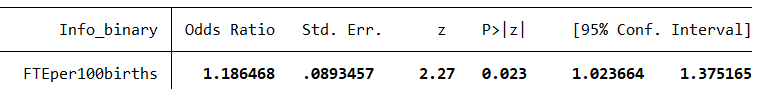 Info_binary Odds Ratio Std. Err. z P>|z| [95% Conf. Interval]
FTEper100births 1.186468 .0893457 2.27 0.023 1.023664 1.375165